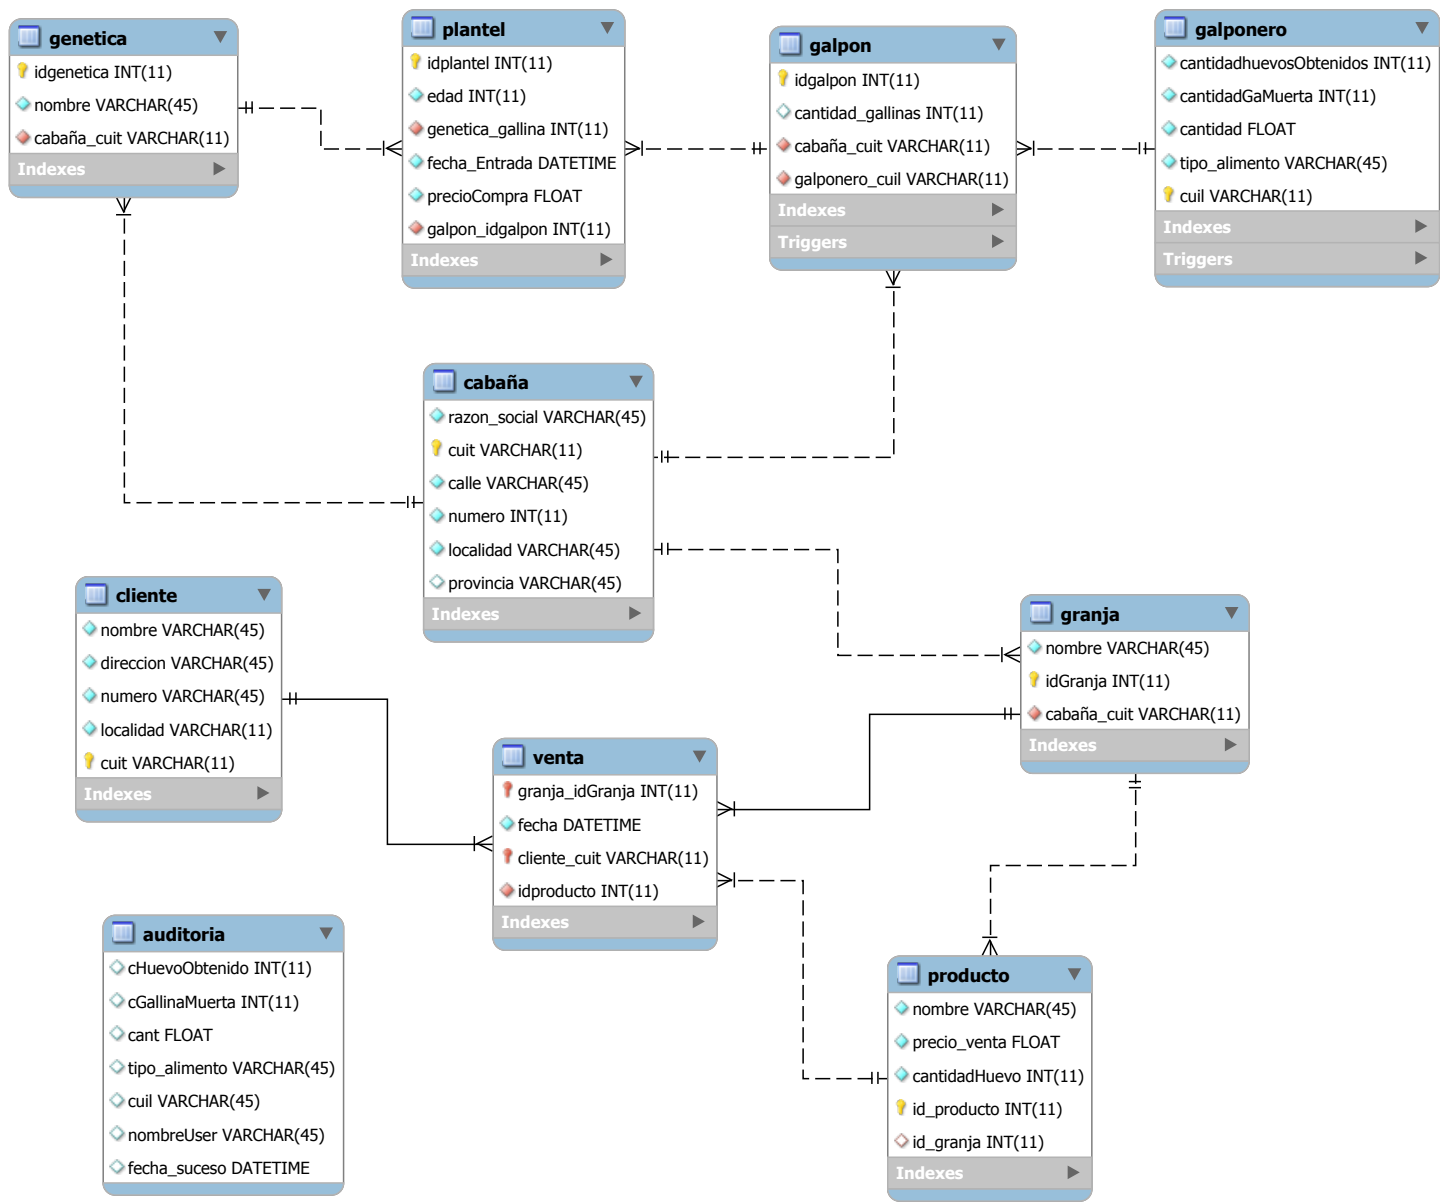 genetica
idgenetica INT(11)
nombre VARCHAR(45)
cabaña_cuit VARCHAR(11)
Indexes
plantel
idplantel INT(11)
edad INT(11)
genetica_gallina INT(11)
fecha_Entrada DATETIME
precioCompra FLOAT
galpon_idgalpon INT(11)
Indexes
galpon
idgalpon INT(11)
cantidad_gallinas INT(11)
cabaña_cuit VARCHAR(11)
galponero_cuil VARCHAR(11)
Indexes
Triggers
galponero
cantidadhuevosObtenidos INT(11)
cantidadGaMuerta INT(11)
cantidad FLOAT
tipo_alimento VARCHAR(45)
cuil VARCHAR(11)
Indexes
Triggers
cabaña
razon_social VARCHAR(45)
cuit VARCHAR(11)
calle VARCHAR(45)
numero INT(11)
localidad VARCHAR(45)
provincia VARCHAR(45)
Indexes
cliente
nombre VARCHAR(45)
direccion VARCHAR(45)
numero VARCHAR(45)
localidad VARCHAR(11)
cuit VARCHAR(11)
Indexes
granja
nombre VARCHAR(45)
idGranja INT(11)
cabaña_cuit VARCHAR(11)
Indexes
venta
granja_idGranja INT(11)
fecha DATETIME
cliente_cuit VARCHAR(11)
idproducto INT(11)
Indexes
auditoria
cHuevoObtenido INT(11)
cGallinaMuerta INT(11)
cant FLOAT
tipo_alimento VARCHAR(45)
cuil VARCHAR(45)
nombreUser VARCHAR(45)
fecha_suceso DATETIME
producto
nombre VARCHAR(45)
precio_venta FLOAT
cantidadHuevo INT(11)
id_producto INT(11)
id_granja INT(11)
Indexes